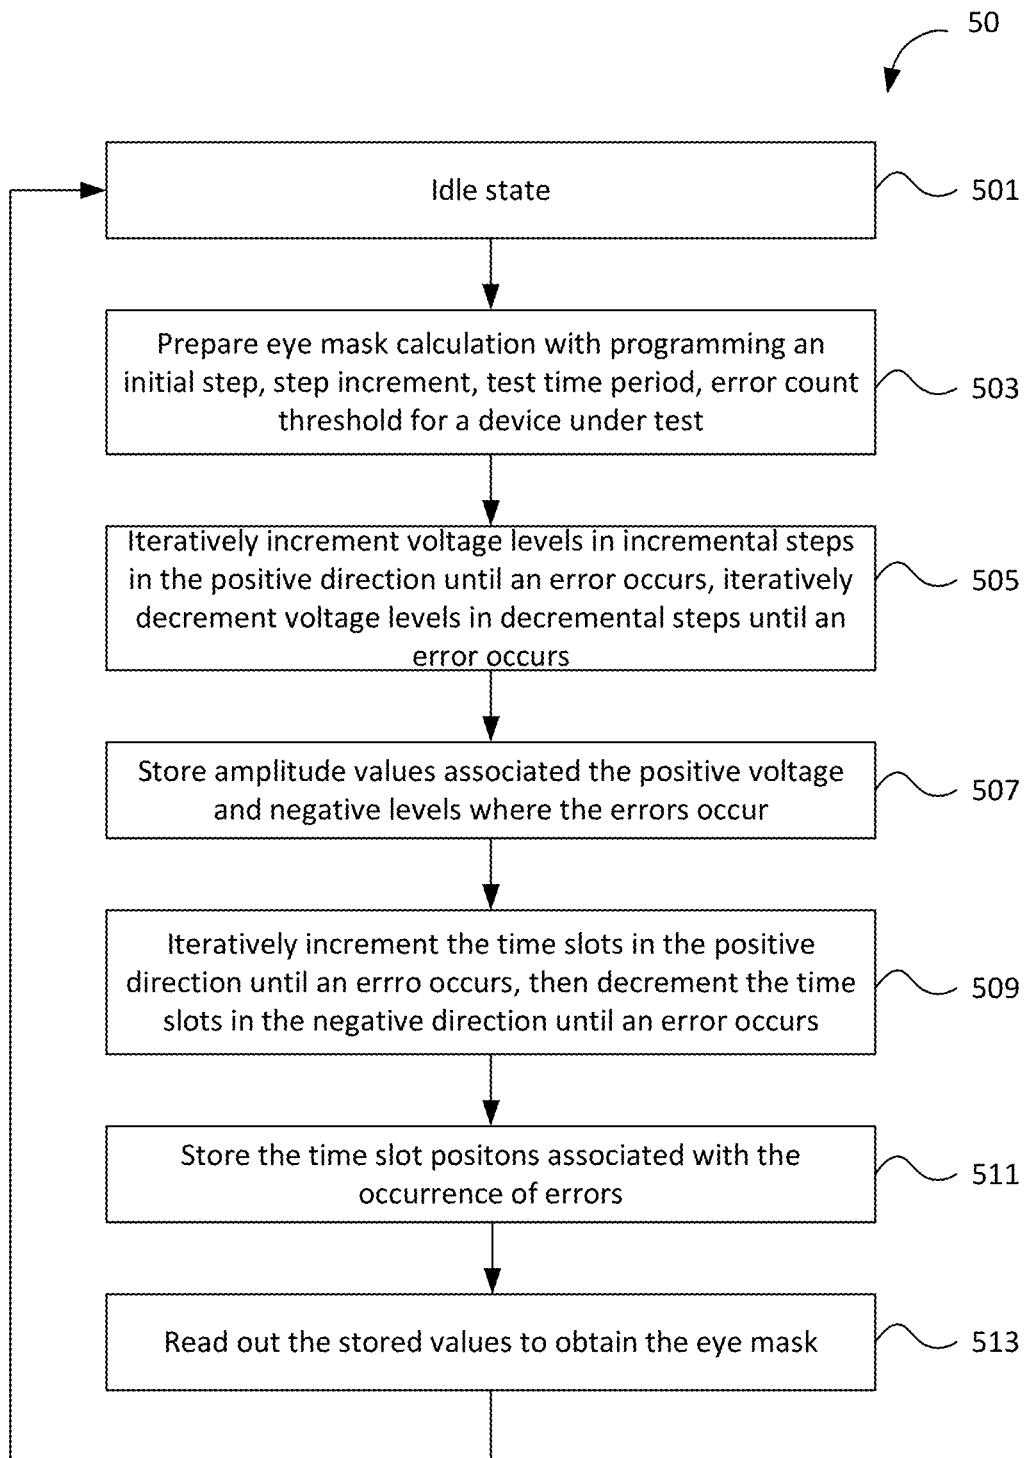 50
Idle state
501
Prepare eye mask calculation with programming an
initial step, step increment, test time period, error count
threshold for a device under test
503
Iteratively increment voltage levels in incremental steps
in the positive direction until an error occurs, iteratively
decrement voltage levels in decremental steps until an
error occurs
505
Store amplitude values associated the positive voltage
and negative levels where the errors occur
507
Iteratively increment the time slots in the positive
direction until an errro occurs, then decrement the time
slots in the negative direction until an error occurs
509
Store the time slot positons associated with the
occurrence of errors
511
Read out the stored values to obtain the eye mask
513